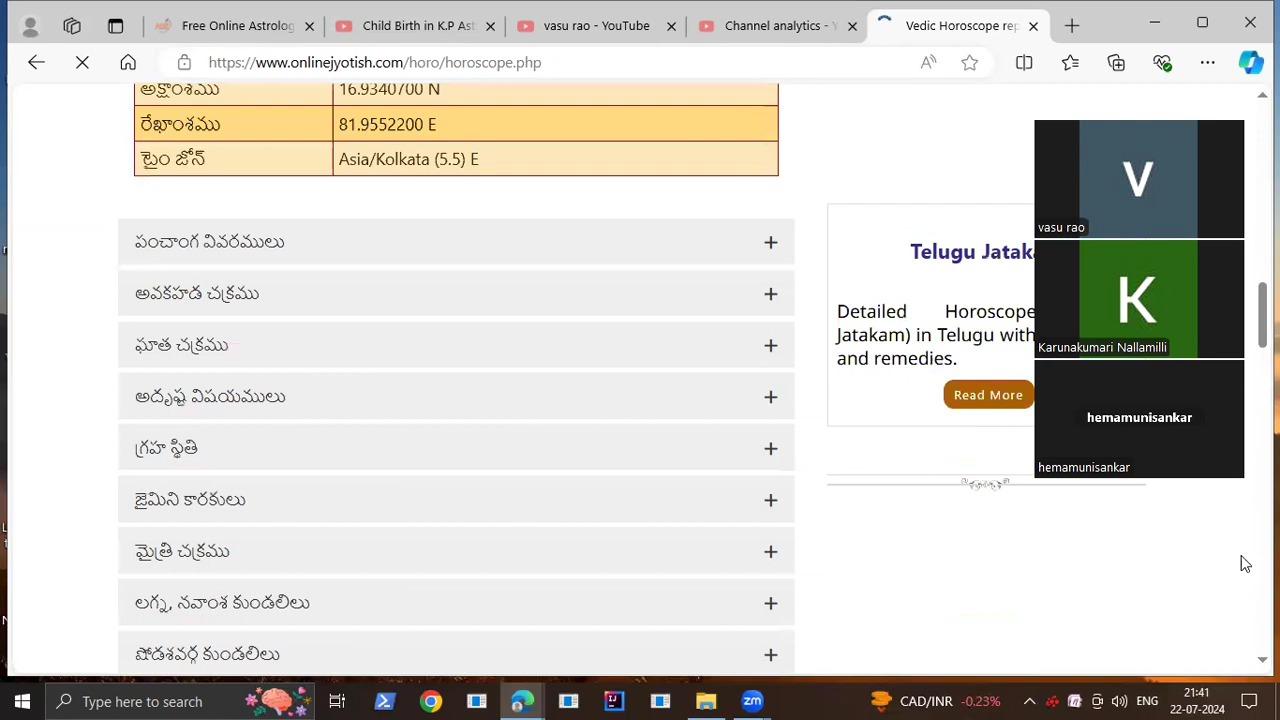 Free Online Astrolog
Child Birth in K.P Ast
vasu rao - YouTube
Channel analytics - Y
Vedic Horoscope rep
https://www.onlinejyotish.com/horo/horoscope.php
అక్షాంశము 16.9340700 N
రేఖాంశము 81.9552200 E
టైం జోన్ Asia/Kolkata (5.5) E
పంచాంగ వివరములు +
అవకహడ చక్రము +
ఘాత చక్రము +
అదృష్ట విషయములు +
గ్రహ స్థితి +
జైమిని కారకులు +
మైత్రి చక్రము +
లగ్న, నవాంశ కుండలిలు +
షోడశవర్గ కుండలిలు +
Telugu Jataka
Detailed Horoscope
Jatakam) in Telugu with
and remedies.
Read More
V
vasu rao
K
Karunakumari Nallamilli
hemamunisankar
hemamunisankar
Type here to search
CAD/INR -0.23%
ENG
21:41
22-07-2024